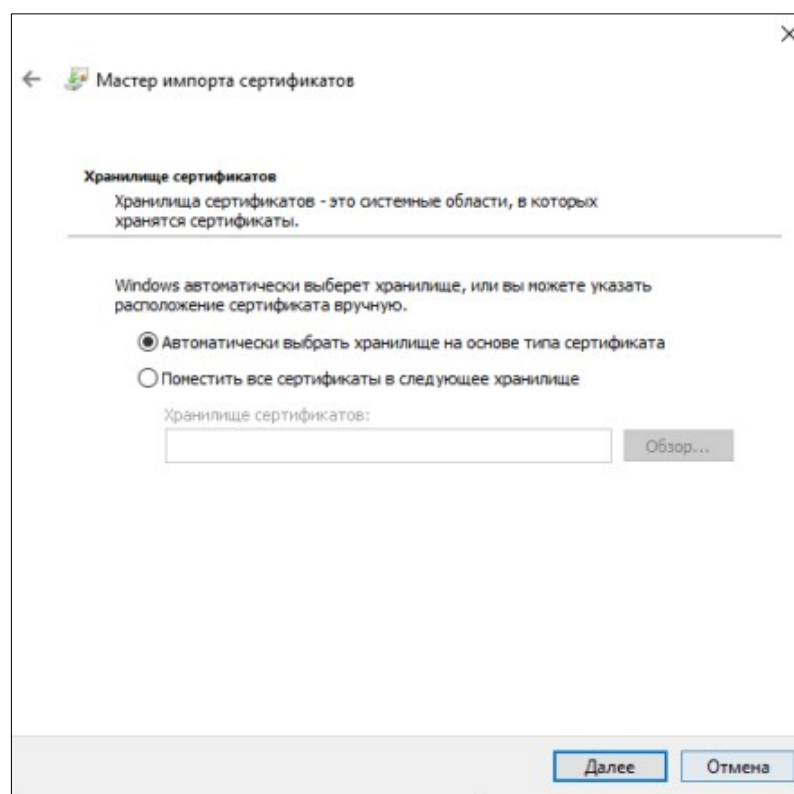 Мастер импорта сертификатов
Хранилище сертификатов
Хранилища сертификатов - это системные области, в которых
хранятся сертификаты.
Windows автоматически выберет хранилище, или вы можете указать
расположение сертификата вручную.
Автоматически выбрать хранилище на основе типа сертификата
Поместить все сертификаты в следующее хранилище
Хранилище сертификатов:
Обзор...
Далее
Отмена